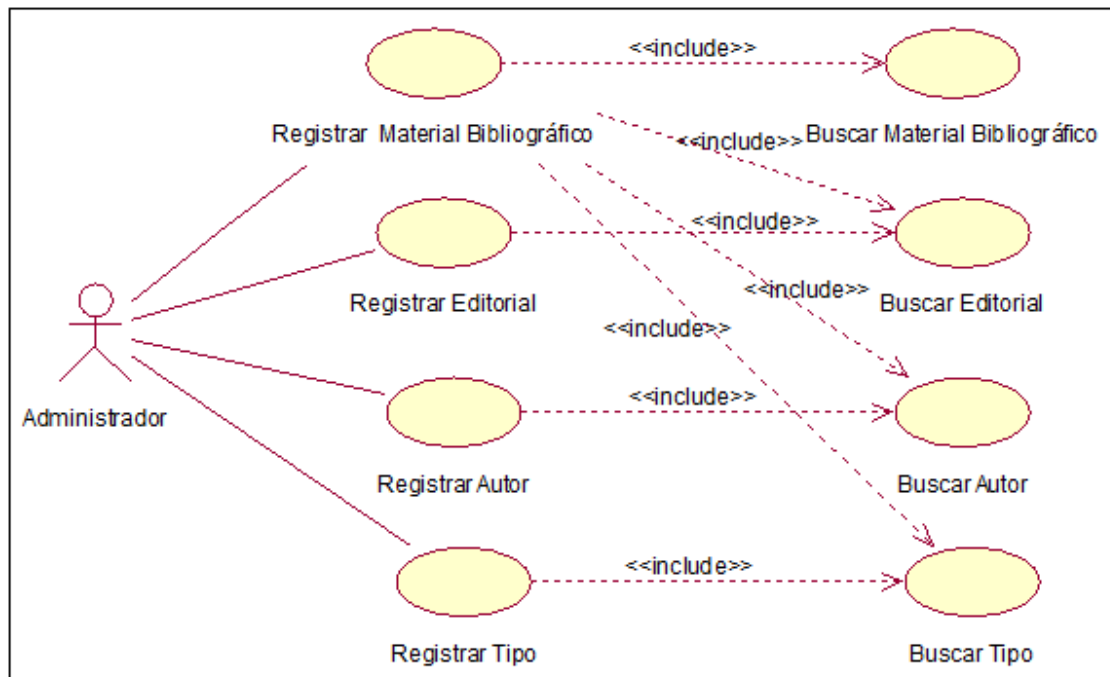 <<include>>
Registrar Material Bibliográfico
Buscar Material Bibliográfico
<<include>>
<<include>>
Registrar Editorial
Buscar Editorial
<<include>>
<<include>>
Administrador
<<include>>
Registrar Autor
Buscar Autor
<<include>>
Registrar Tipo
Buscar Tipo